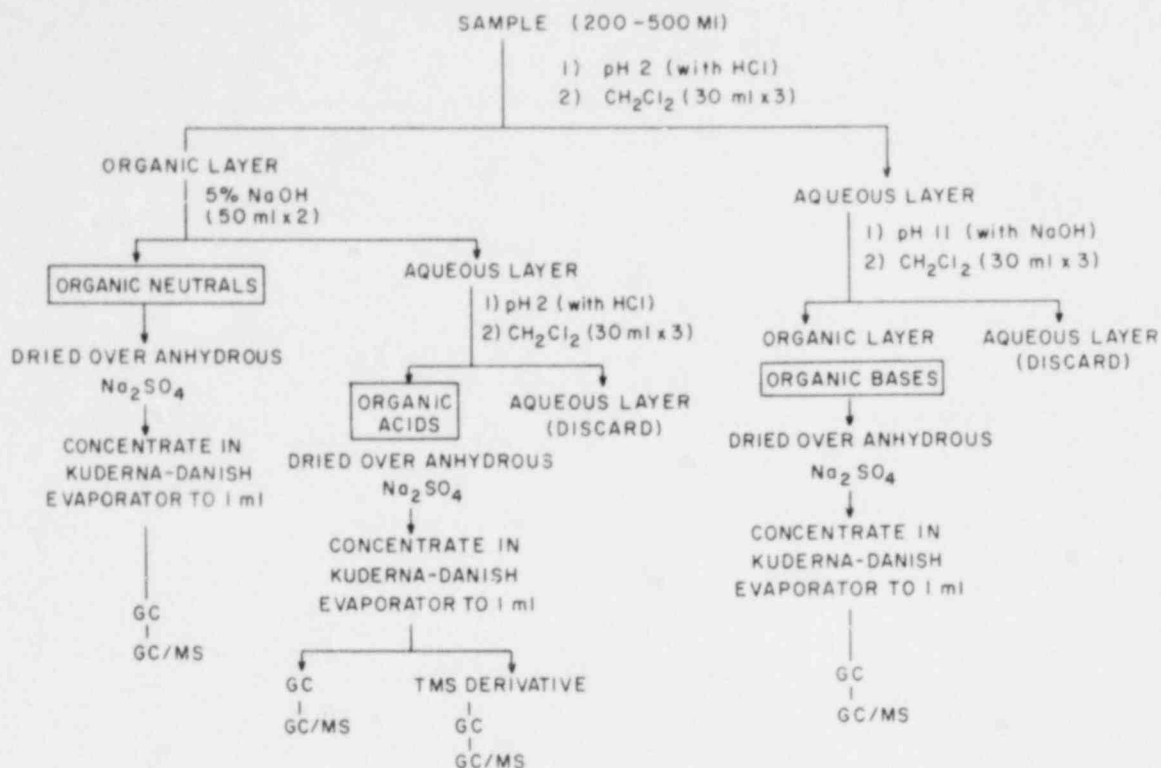 SAMPLE (200-500 Ml)
1) pH 2 (with HCl)
2) CH₂Cl₂ (30 ml x 3)
ORGANIC LAYER
5% NaOH
(50 ml x 2)
ORGANIC NEUTRALS
DRIED OVER ANHYDROUS
Na₂SO₄
CONCENTRATE IN
KUDERNA-DANISH
EVAPORATOR TO 1 ml
GC
GC/MS
AQUEOUS LAYER
1) pH 2 (with HCl)
2) CH₂Cl₂ (30 ml x 3)
ORGANIC
ACIDS
AQUEOUS LAYER
(DISCARD)
DRIED OVER ANHYDROUS
Na₂SO₄
CONCENTRATE IN
KUDERNA-DANISH
EVAPORATOR TO 1 ml
GC
GC/MS
TMS DERIVATIVE
GC
GC/MS
AQUEOUS LAYER
1) pH 11 (with NaOH)
2) CH₂Cl₂ (30 ml x 3)
ORGANIC LAYER
ORGANIC BASES
AQUEOUS LAYER
(DISCARD)
DRIED OVER ANHYDROUS
Na₂SO₄
CONCENTRATE IN
KUDERNA-DANISH
EVAPORATOR TO 1 ml
GC
GC/MS